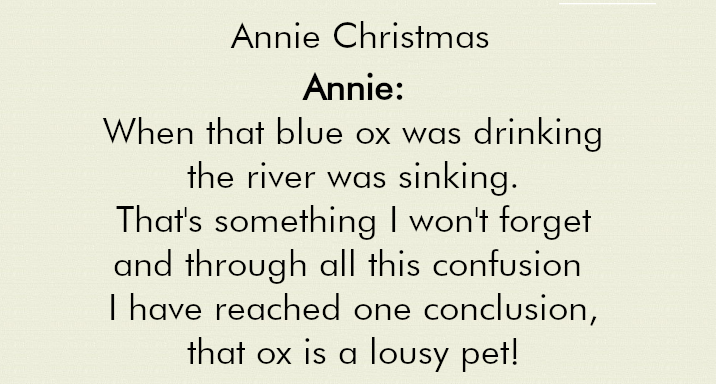 Annie Christmas
Annie:
When that blue ox was drinking
the river was sinking.
That's something I won't forget
and through all this confusion
I have reached one conclusion,
that ox is a lousy pet!